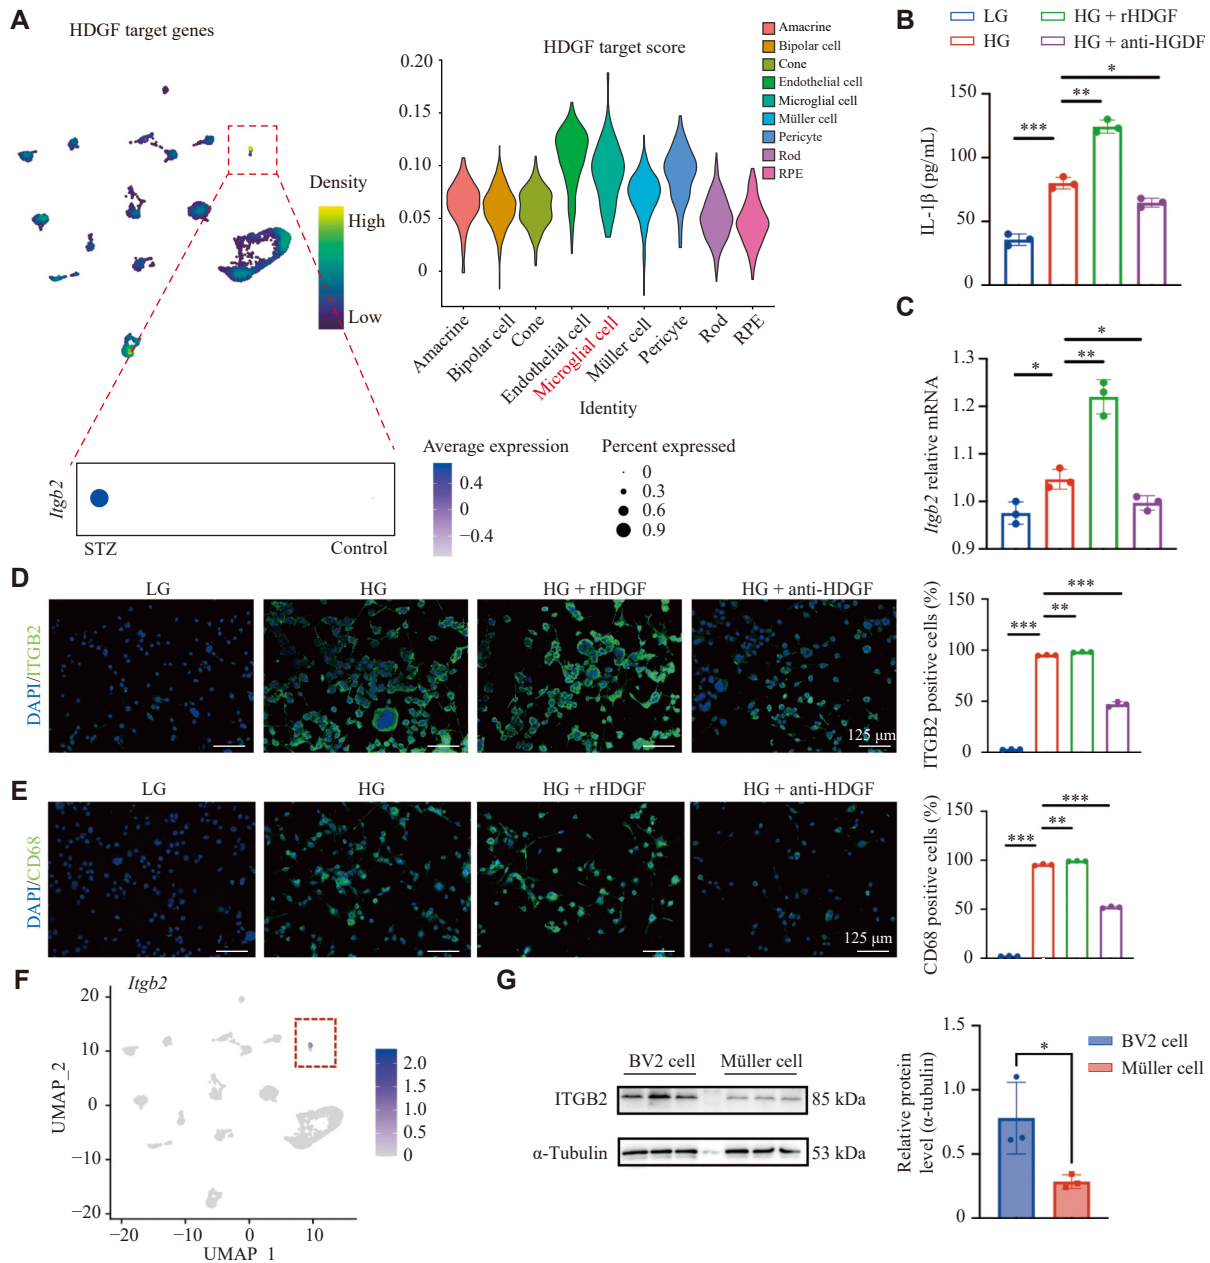 A
HDGF target genes
Density
High
Low
Itgb2
STZ
Control
HDGF target score
0.20
0.15
0.10
0.05
0
Amacrine
Bipolar cell
Cone
Endothelial cell
Microglial cell
Müller cell
Pericyte
Rod
RPE
Identity
Amacrine
Bipolar cell
Cone
Endothelial cell
Microglial cell
Müller cell
Pericyte
Rod
RPE
Average expression
0.4
0
−0.4
Percent expressed
0
0.3
0.6
0.9
B
LG
HG
HG + rHDGF
HG + anti-HGDF
IL-1β (pg/mL)
150
100
50
0
***
**
*
C
Itgb2 relative mRNA
1.3
1.2
1.1
1.0
0.9
*
**
*
D
LG
HG
HG + rHDGF
HG + anti-HDGF
DAPI/ITGB2
125 μm
ITGB2 positive cells (%)
150
100
50
0
***
**
***
E
LG
HG
HG + rHDGF
HG + anti-HDGF
DAPI/CD68
125 μm
CD68 positive cells (%)
150
100
50
0
***
**
***
F
Itgb2
UMAP_2
20
10
0
−10
−20
−20
−10
0
10
UMAP_1
2.0
1.5
1.0
0.5
0
G
BV2 cell
Müller cell
ITGB2
85 kDa
α-Tubulin
53 kDa
Relative protein
level (α-tubulin)
1.5
1.0
0.5
0
*
BV2 cell
Müller cell